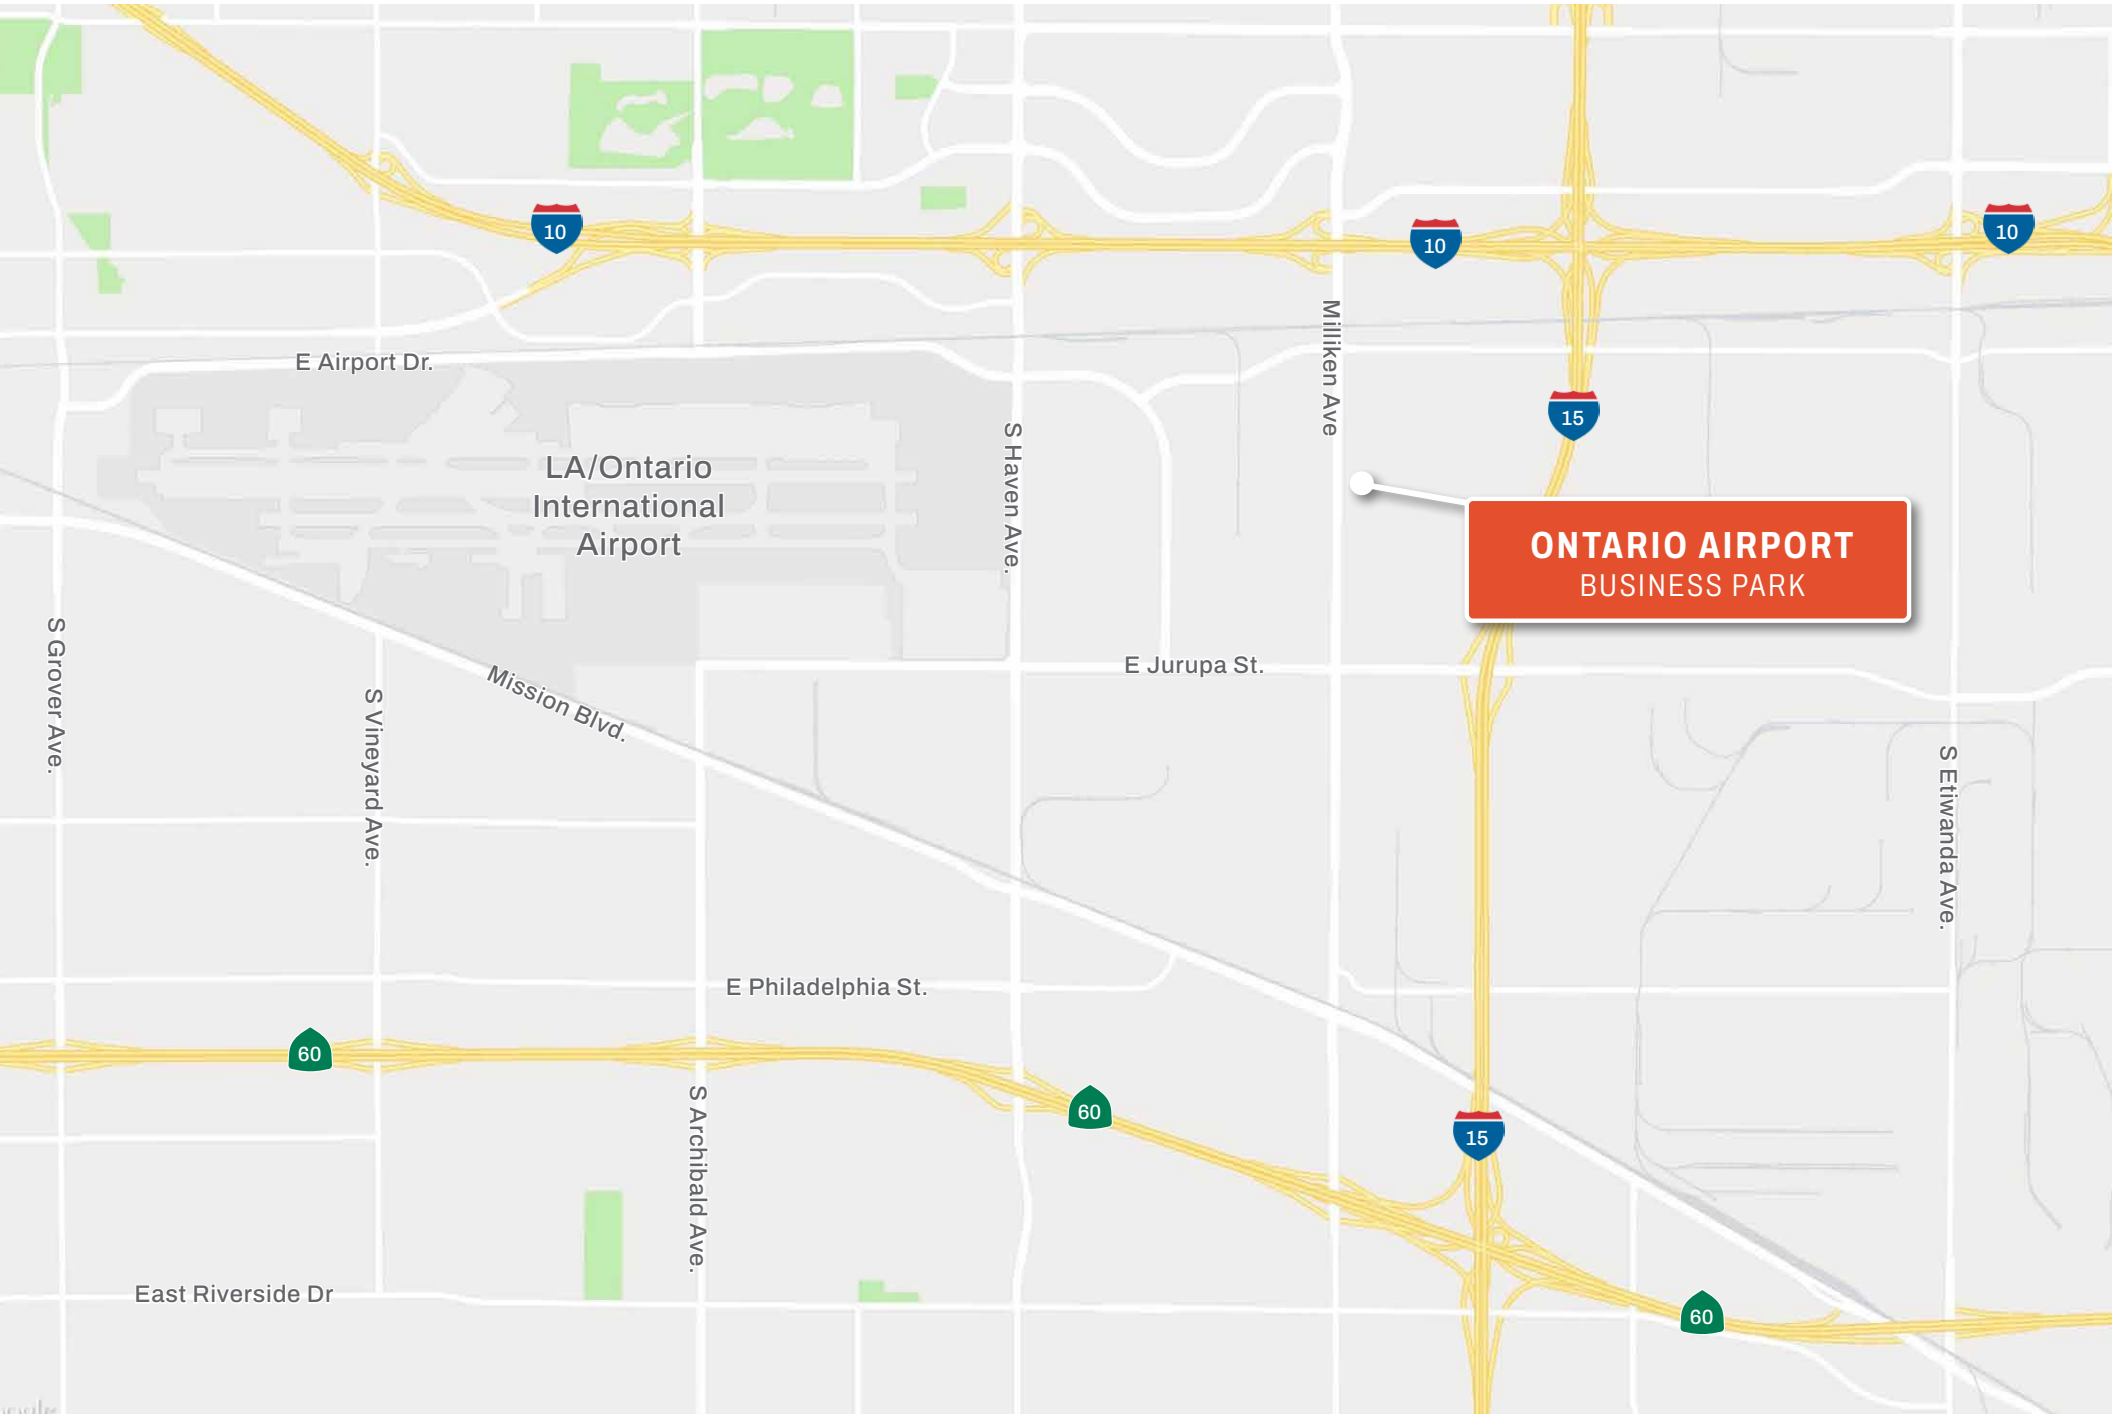 10
10
10
Milliken Ave
E Airport Dr.
15
LA/Ontario
International
Airport
S Haven Ave.
ONTARIO AIRPORT
BUSINESS PARK
S Grover Ave.
E Jurupa St.
Mission Blvd.
S Vineyard Ave.
S Etiwanda Ave.
E Philadelphia St.
60
60
S Archibald Ave.
15
East Riverside Dr
60